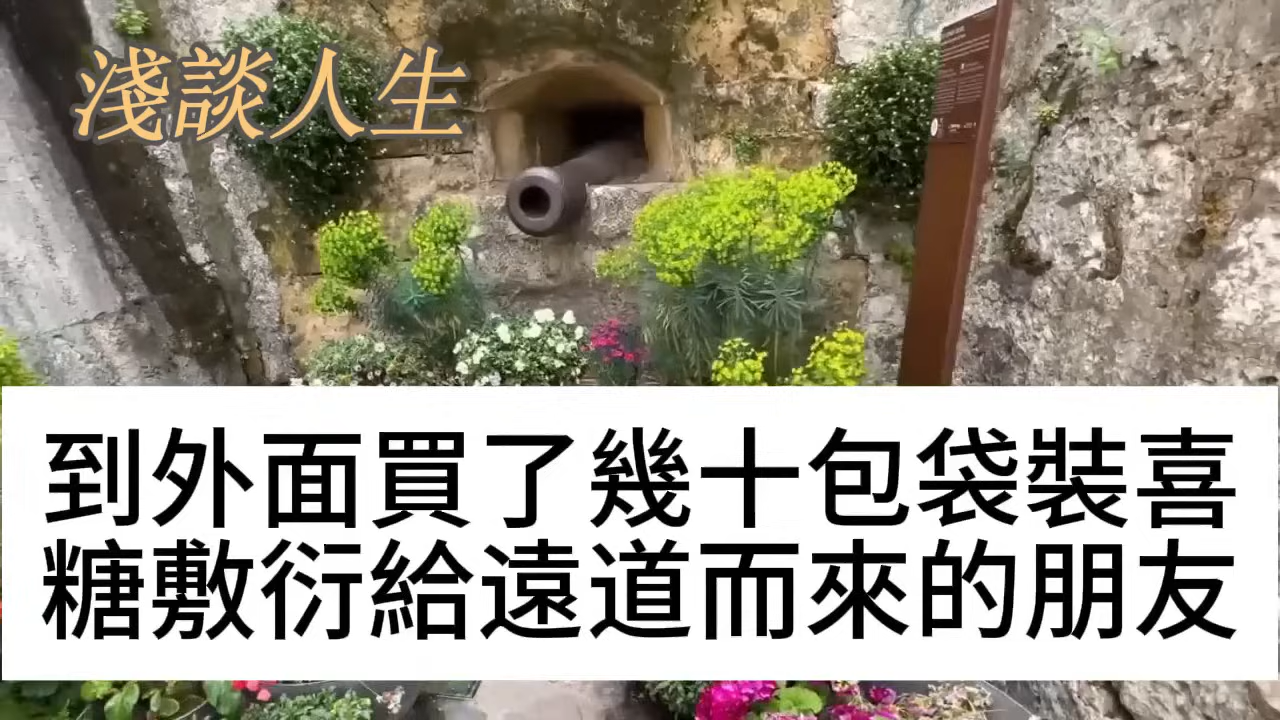 淺談人生
到外面買了幾十包袋裝喜
糖敷衍給遠道而來的朋友